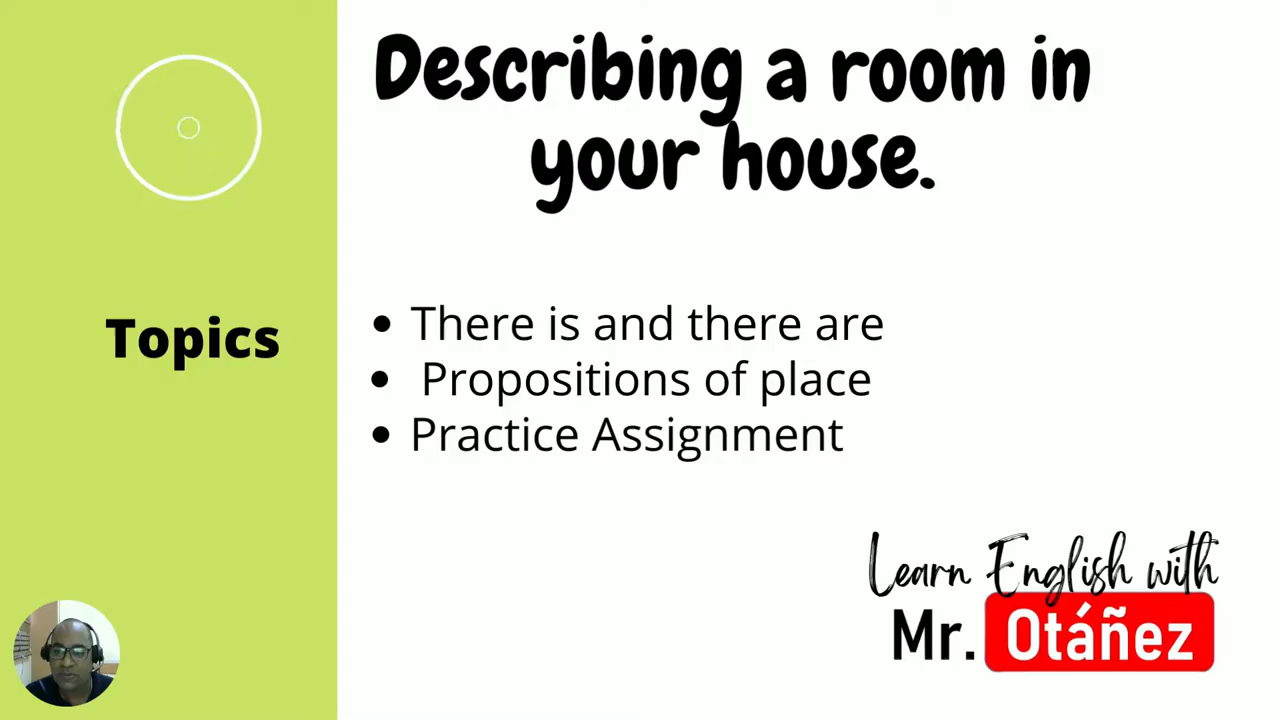 Describing a room in
your house.
Topics
There is and there are
Propositions of place
Practice Assignment
Learn English with
Mr. Otáñez